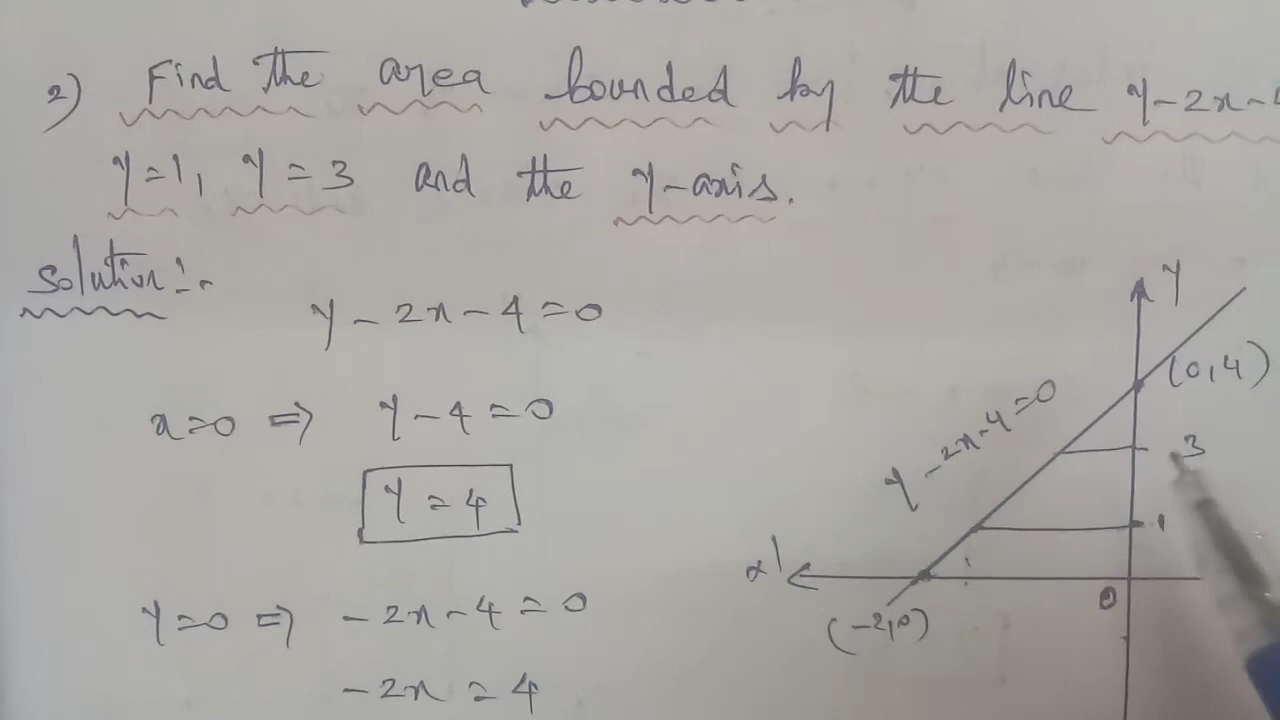 2) Find the area bounded by the line y-2x-
y=1, y=3 and the y-axis.
Solution:-
y-2x-4=0
x=0 ⇒ y-4=0
y=4
y=0 ⇒ -2x-4=0
-2x=4
y
(0,4)
y-2x-4=0
3
1
x'
0
(-2,0)